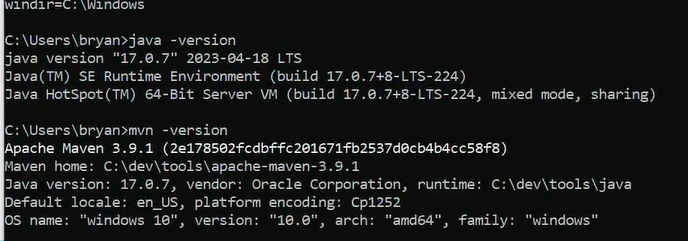 windir=C:\Windows
C:\Users\bryan>java -version
java version "17.0.7" 2023-04-18 LTS
Java(TM) SE Runtime Environment (build 17.0.7+8-LTS-224)
Java HotSpot(TM) 64-Bit Server VM (build 17.0.7+8-LTS-224, mixed mode, sharing)
C:\Users\bryan>mvn -version
Apache Maven 3.9.1 (2e178502fcdbffc201671fb2537d0cb4b4cc58f8)
Maven home: C:\dev\tools\apache-maven-3.9.1
Java version: 17.0.7, vendor: Oracle Corporation, runtime: C:\dev\tools\java
Default locale: en_US, platform encoding: Cp1252
OS name: "windows 10", version: "10.0", arch: "amd64", family: "windows"